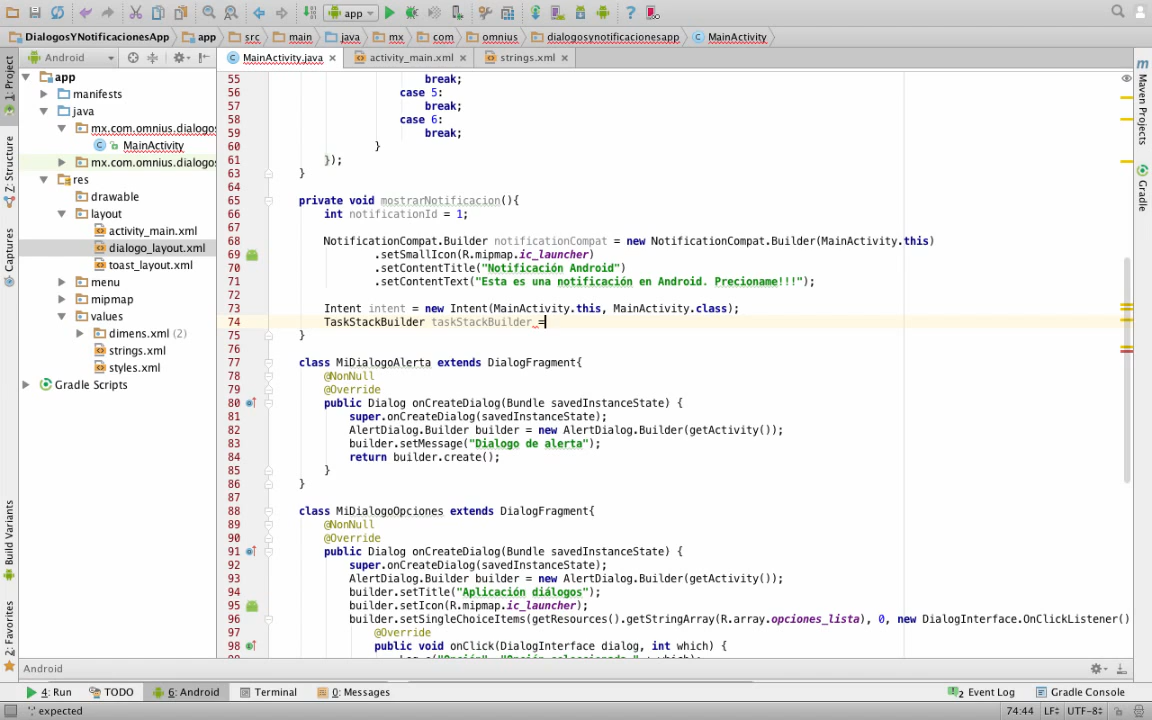 app
DialogosYNotificacionesApp app src main java mx com omnius dialogosynotificacionesapp MainActivity
Android
MainActivity.java activity_main.xml strings.xml
1: Project
Z: Structure
Captures
Build Variants
2: Favorites
Maven Projects
Gradle
app
manifests
java
mx.com.omnius.dialogos
MainActivity
mx.com.omnius.dialogos
res
drawable
layout
activity_main.xml
dialogo_layout.xml
toast_layout.xml
menu
mipmap
values
dimens.xml (2)
strings.xml
styles.xml
Gradle Scripts
55 break;
56 case 5:
57 break;
58 case 6:
59 break;
60 }
61 });
63 }
64
65 private void mostrarNotificacion(){
66 int notificationId = 1;
67
68 NotificationCompat.Builder notificationCompat = new NotificationCompat.Builder(MainActivity.this)
69 .setSmallIcon(R.mipmap.ic_launcher)
70 .setContentTitle("Notificación Android")
71 .setContentText("Esta es una notificación en Android. Precioname!!!");
72
73 Intent intent = new Intent(MainActivity.this, MainActivity.class);
74 TaskStackBuilder taskStackBuilder =
75 }
76
77 class MiDialogoAlerta extends DialogFragment{
78 @NonNull
79 @Override
80 public Dialog onCreateDialog(Bundle savedInstanceState) {
81 super.onCreateDialog(savedInstanceState);
82 AlertDialog.Builder builder = new AlertDialog.Builder(getActivity());
83 builder.setMessage("Dialogo de alerta");
84 return builder.create();
85 }
86 }
87
88 class MiDialogoOpciones extends DialogFragment{
89 @NonNull
90 @Override
91 public Dialog onCreateDialog(Bundle savedInstanceState) {
92 super.onCreateDialog(savedInstanceState);
93 AlertDialog.Builder builder = new AlertDialog.Builder(getActivity());
94 builder.setTitle("Aplicación diálogos");
95 builder.setIcon(R.mipmap.ic_launcher);
96 builder.setSingleChoiceItems(getResources().getStringArray(R.array.opciones_lista), 0, new DialogInterface.OnClickListener()
97 @Override
98 public void onClick(DialogInterface dialog, int which) {
Android
4: Run TODO 6: Android Terminal 0: Messages 2 Event Log Gradle Console
';' expected 74:44 LF UTF-8